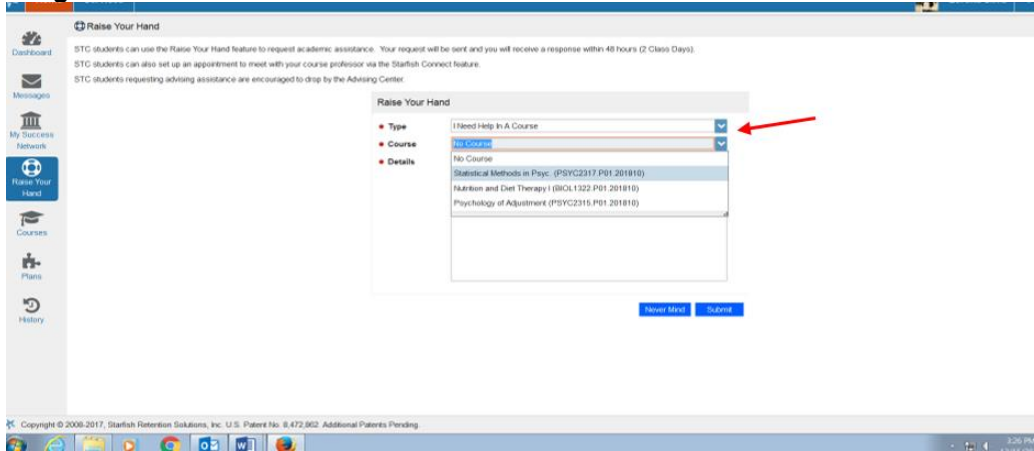 Raise Your Hand
STC students can use the Raise Your Hand feature to request academic assistance. Your request will be sent and you will receive a response within 48 hours (2 Class Days).
STC students can also set up an appointment to meet with your course professor via the Starfish Connect feature.
STC students requesting advising assistance are encouraged to drop by the Advising Center.
Dashboard
Messages
My Success
Network
Raise Your
Hand
Courses
Plans
History
Raise Your Hand
Type
I Need Help In A Course
Course
No Course
Details
No Course
Statistical Methods in Psyc. (PSYC2317.P01.201810)
Nutrition and Diet Therapy I (BIOL1322.P01.201810)
Psychology of Adjustment (PSYC2315.P01.201810)
Never Mind
Submit
Copyright © 2008-2017, Starfish Retention Solutions, Inc. U.S. Patent No. 8,472,862 Additional Patents Pending.
3:26 PM